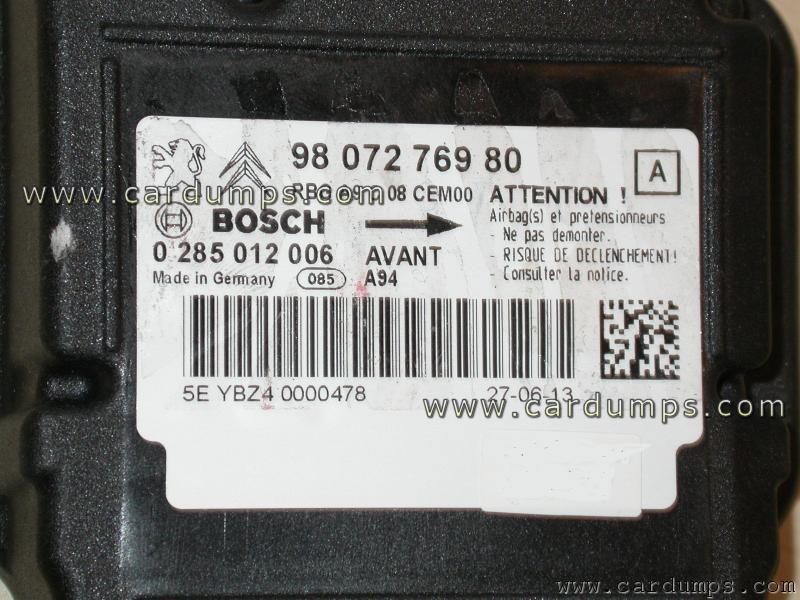 98 072 769 80
A
CEM00
ATTENTION !
www.cardumps.com
BOSCH
Airbag(s) et pretensionneurs
- Ne pas demonter.
- RISQUE DE DECLENCHEMENT!
- Consulter la notice.
0 285 012 006
AVANT
Made in Germany
085
A94
5E YBZ4 0000478
27-06-13
www.cardumps.com
www.cardumps.com